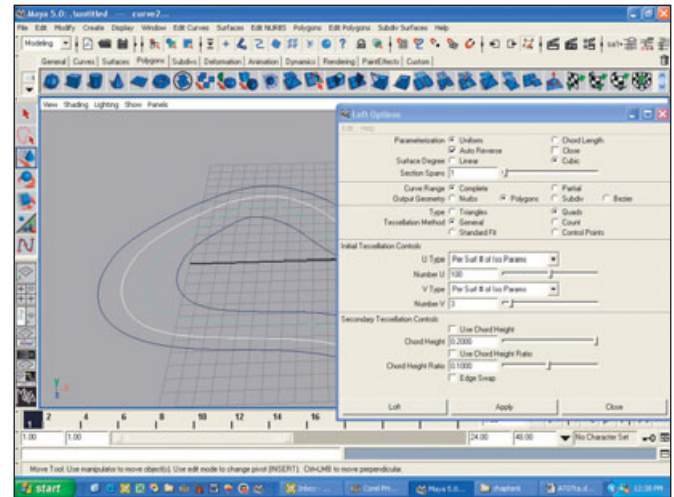 Maya 5.0: .\untitled --- curve2...
File Edit Modify Create Display Window Edit Curves Surfaces Edit NURBS Polygons Edit Polygons Subdiv Surfaces Help
Modeling
General Curves Surfaces Polygons Subdivs Deformation Animation Dynamics Rendering PaintEffects Custom
View Shading Lighting Show Panels
Loft Options
Edit Help
Parameterization Uniform Chord Length
Auto Reverse Close
Surface Degree Linear Cubic
Section Spans 1
Curve Range Complete Partial
Output Geometry Nurbs Polygons Subdiv Bezier
Type Triangles Quads
Tessellation Method General Count
Standard Fit Control Points
Initial Tessellation Controls
U Type Per Surf # of Iso Params
Number U 100
V Type Per Surf # of Iso Params
Number V 3
Secondary Tessellation Controls
Use Chord Height
Chord Height 0.2000
Use Chord Height Ratio
Chord Height Ratio 0.1000
Edge Swap
Loft Apply Close
2 4 6 8 10 12 14 16
1.00 1.00 24.00 48.00 No Character Set
Move Tool: Use manipulator to move object(s). Use edit mode to change pivot (INSERT). Ctrl+LMB to move perpendicular.
start Inbox - ... Corel PH... Maya 5.0... chapter4 12:36 PM